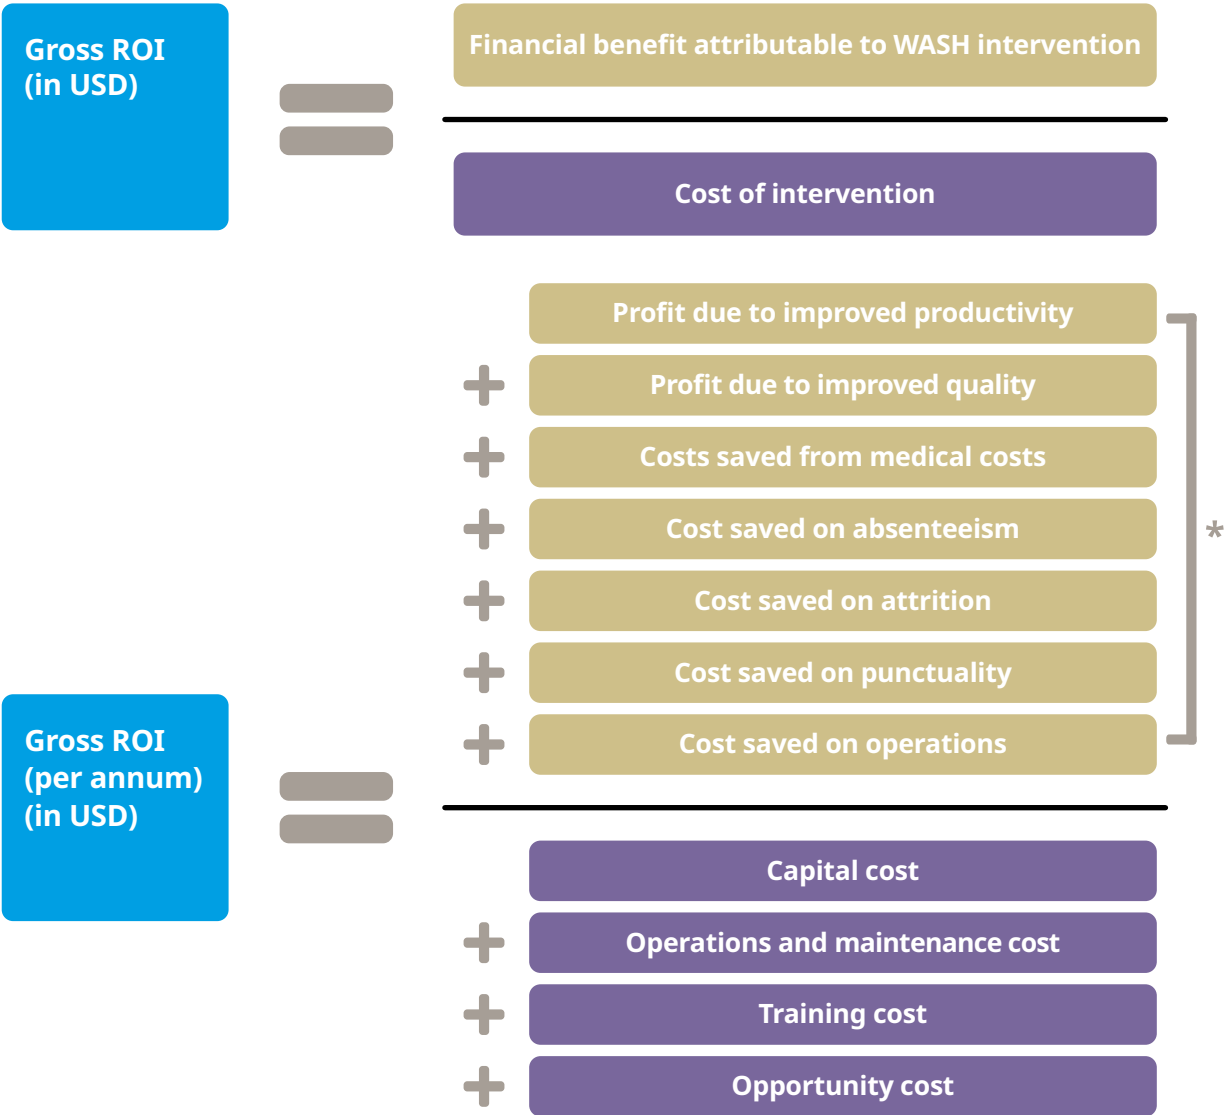 Gross ROI
(in USD)
Financial benefit attributable to WASH intervention
Cost of intervention
Profit due to improved productivity
Profit due to improved quality
Costs saved from medical costs
Cost saved on absenteeism
Cost saved on attrition
Cost saved on punctuality
Cost saved on operations
*
Gross ROI
(per annum)
(in USD)
Capital cost
Operations and maintenance cost
Training cost
Opportunity cost